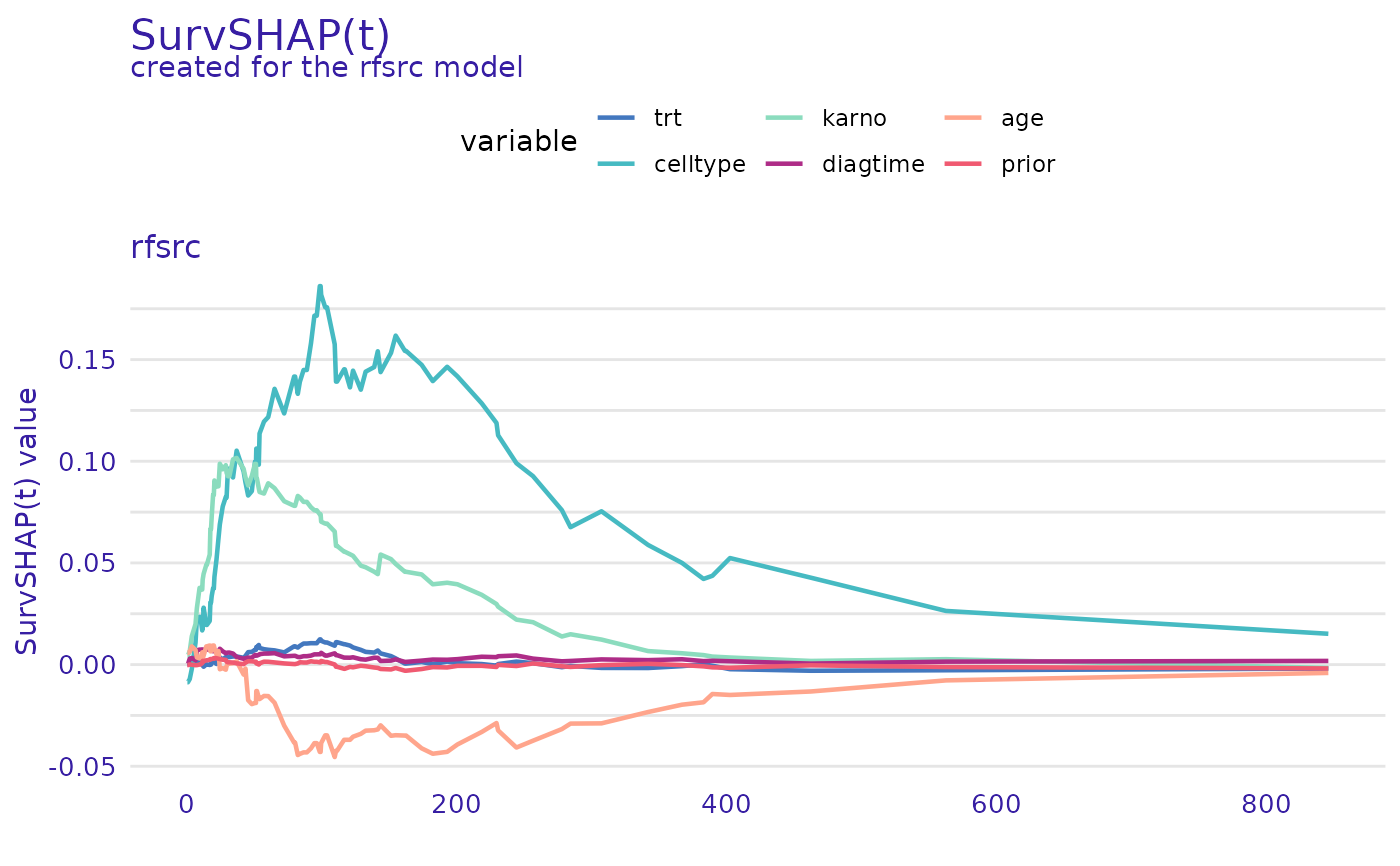 SurvSHAP(t)
created for the rfsrc model
variable
trt
karno
age
celltype
diagtime
prior
rfsrc
SurvSHAP(t) value
0.15
0.10
0.05
0.00
-0.05
0 200 400 600 800